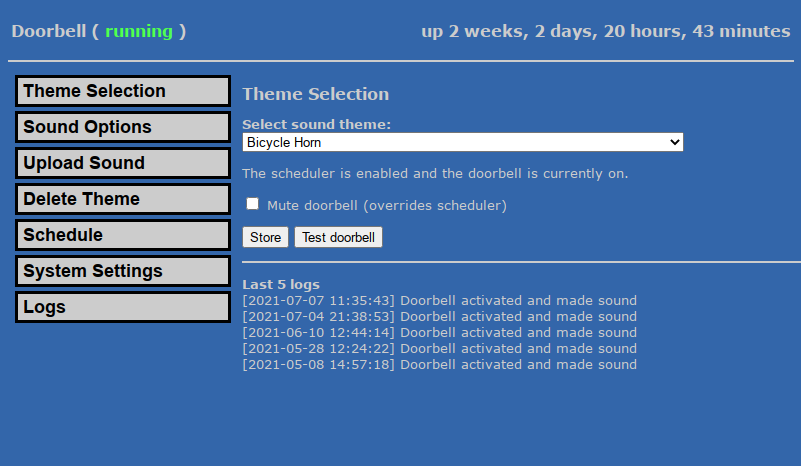 Doorbell ( running )
up 2 weeks, 2 days, 20 hours, 43 minutes
Theme Selection
Sound Options
Upload Sound
Delete Theme
Schedule
System Settings
Logs
Theme Selection
Select sound theme:
Bicycle Horn
The scheduler is enabled and the doorbell is currently on.
Mute doorbell (overrides scheduler)
Store Test doorbell
Last 5 logs
[2021-07-07 11:35:43] Doorbell activated and made sound
[2021-07-04 21:38:53] Doorbell activated and made sound
[2021-06-10 12:44:14] Doorbell activated and made sound
[2021-05-28 12:24:22] Doorbell activated and made sound
[2021-05-08 14:57:18] Doorbell activated and made sound